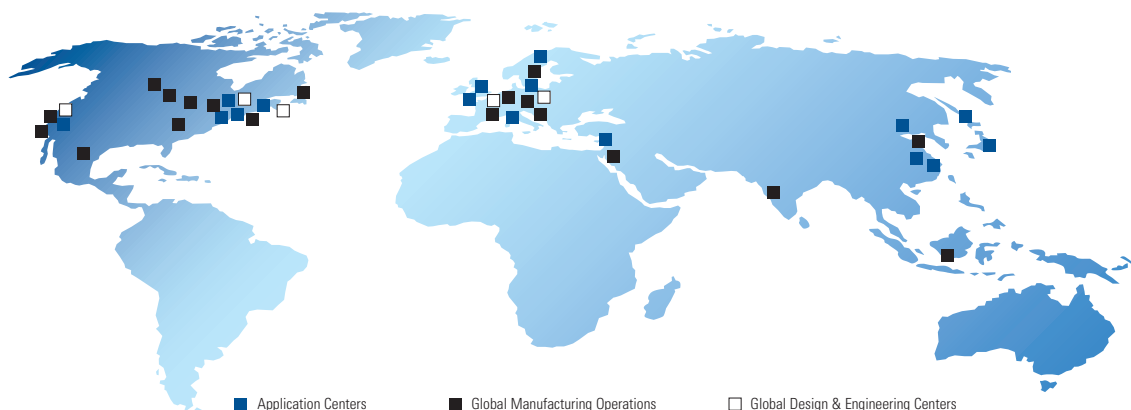 Application Centers
Global Manufacturing Operations
Global Design & Engineering Centers